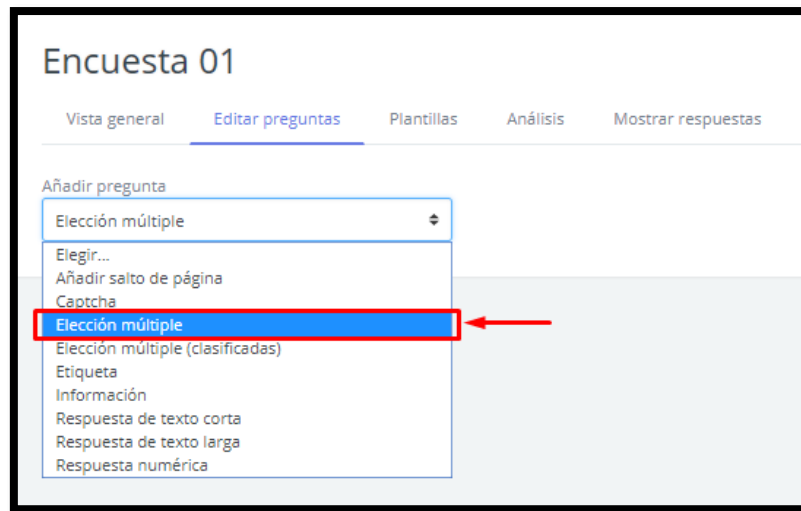 Encuesta 01
Vista general Editar preguntas Plantillas Análisis Mostrar respuestas
Añadir pregunta
Elección múltiple
Elegir...
Añadir salto de página
Captcha
Elección múltiple
Elección múltiple (clasificadas)
Etiqueta
Información
Respuesta de texto corta
Respuesta de texto larga
Respuesta numérica